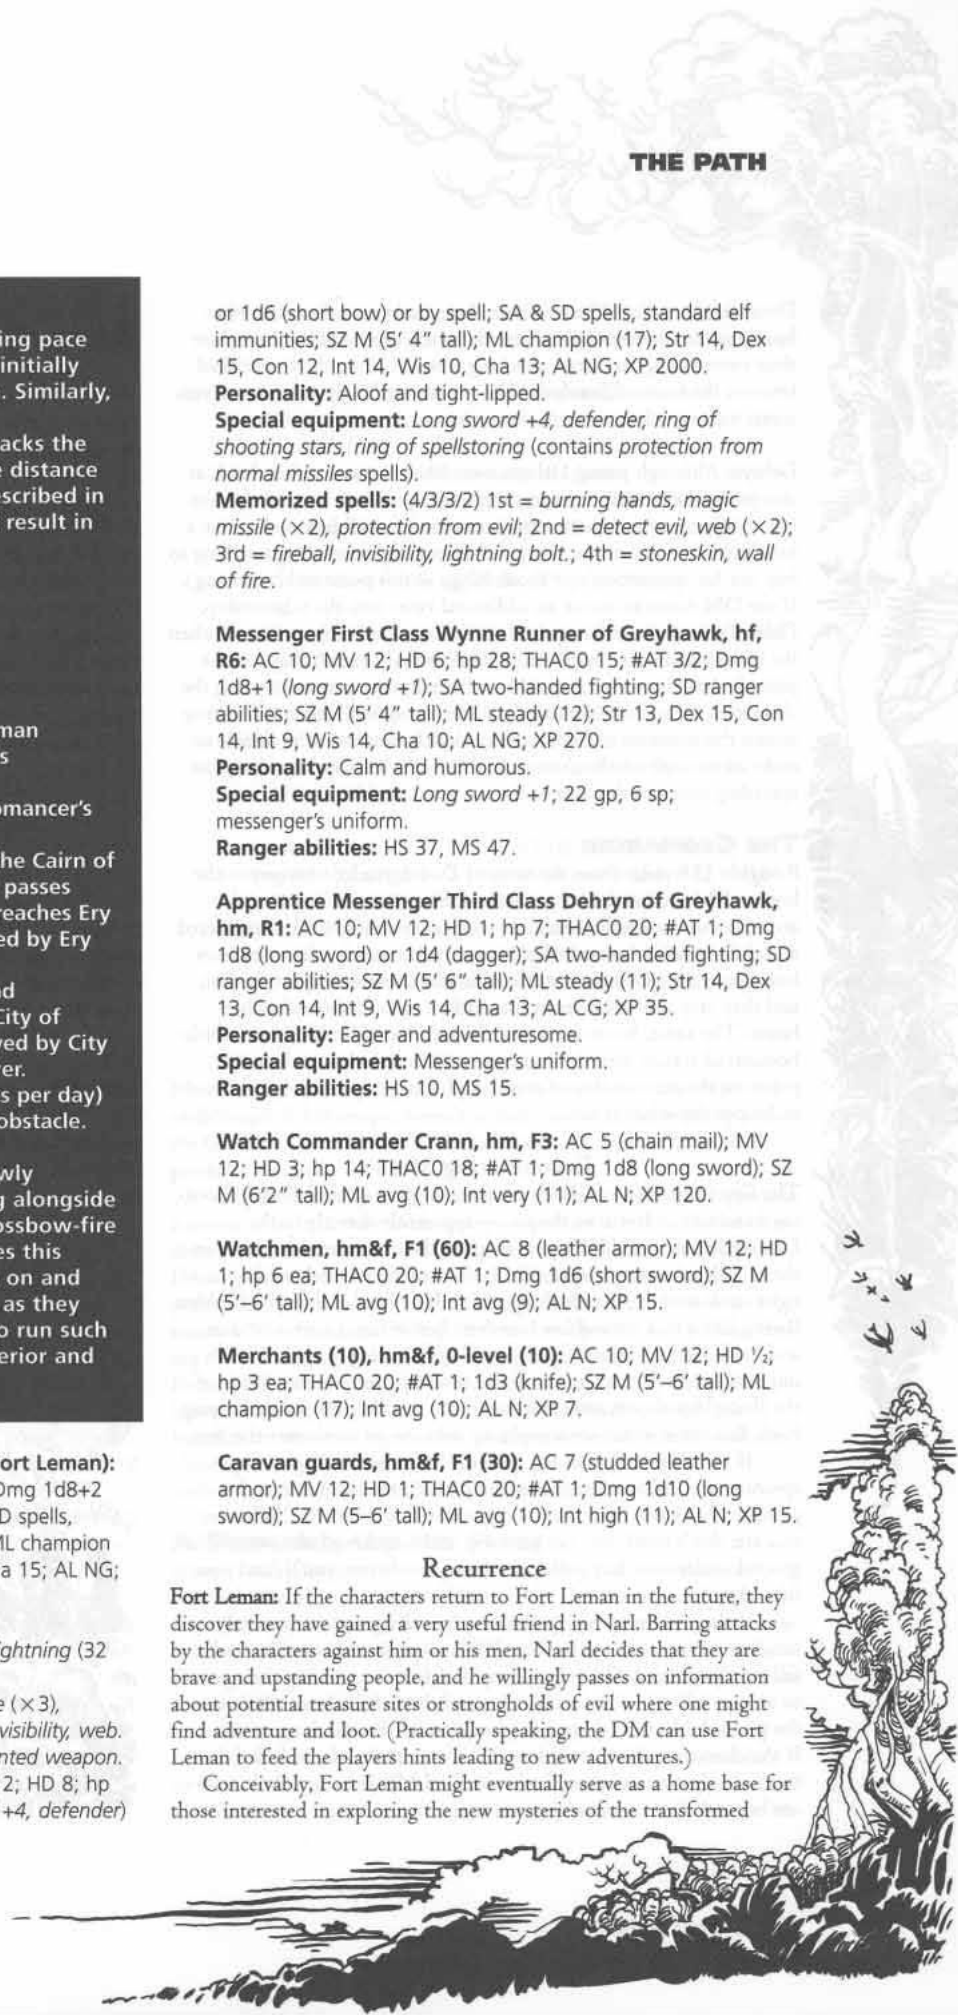 THE PATH
ing pace
initially
. Similarly,
acks the
distance
scribed in
result in
man
s
omancer's
he Cairn of
passes
reaches Ery
ed by Ery
d
City of
ed by City
er.
s per day)
obstacle.
wly
g alongside
ossbow-fire
es this
on and
as they
o run such
erior and
ort Leman):
Dmg 1d8+2
D spells,
ML champion
a 15; AL NG;
ightning (32
e (×3),
visibility, web.
nted weapon.
2; HD 8; hp
+4, defender)
or 1d6 (short bow) or by spell; SA & SD spells, standard elf
immunities; SZ M (5' 4" tall); ML champion (17); Str 14, Dex
15, Con 12, Int 14, Wis 10, Cha 13; AL NG; XP 2000.
Personality: Aloof and tight-lipped.
Special equipment: Long sword +4, defender, ring of
shooting stars, ring of spellstoring (contains protection from
normal missiles spells).
Memorized spells: (4/3/3/2) 1st = burning hands, magic
missile (×2), protection from evil; 2nd = detect evil, web (×2);
3rd = fireball, invisibility, lightning bolt.; 4th = stoneskin, wall
of fire.
Messenger First Class Wynne Runner of Greyhawk, hf,
R6: AC 10; MV 12; HD 6; hp 28; THAC0 15; #AT 3/2; Dmg
1d8+1 (long sword +1); SA two-handed fighting; SD ranger
abilities; SZ M (5' 4" tall); ML steady (12); Str 13, Dex 15, Con
14, Int 9, Wis 14, Cha 10; AL NG; XP 270.
Personality: Calm and humorous.
Special equipment: Long sword +1; 22 gp, 6 sp;
messenger's uniform.
Ranger abilities: HS 37, MS 47.
Apprentice Messenger Third Class Dehryn of Greyhawk,
hm, R1: AC 10; MV 12; HD 1; hp 7; THAC0 20; #AT 1; Dmg
1d8 (long sword) or 1d4 (dagger); SA two-handed fighting; SD
ranger abilities; SZ M (5' 6" tall); ML steady (11); Str 14, Dex
13, Con 14, Int 9, Wis 14, Cha 13; AL CG; XP 35.
Personality: Eager and adventuresome.
Special equipment: Messenger's uniform.
Ranger abilities: HS 10, MS 15.
Watch Commander Crann, hm, F3: AC 5 (chain mail); MV
12; HD 3; hp 14; THAC0 18; #AT 1; Dmg 1d8 (long sword); SZ
M (6'2" tall); ML avg (10); Int very (11); AL N; XP 120.
Watchmen, hm&f, F1 (60): AC 8 (leather armor); MV 12; HD
1; hp 6 ea; THAC0 20; #AT 1; Dmg 1d6 (short sword); SZ M
(5'–6' tall); ML avg (10); Int avg (9); AL N; XP 15.
Merchants (10), hm&f, 0-level (10): AC 10; MV 12; HD ½;
hp 3 ea; THAC0 20; #AT 1; 1d3 (knife); SZ M (5'–6' tall); ML
champion (17); Int avg (10); AL N; XP 7.
Caravan guards, hm&f, F1 (30): AC 7 (studded leather
armor); MV 12; HD 1; THAC0 20; #AT 1; Dmg 1d10 (long
sword); SZ M (5–6' tall); ML avg (10); Int high (11); AL N; XP 15.
Recurrence
Fort Leman: If the characters return to Fort Leman in the future, they
discover they have gained a very useful friend in Narl. Barring attacks
by the characters against him or his men, Narl decides that they are
brave and upstanding people, and he willingly passes on information
about potential treasure sites or strongholds of evil where one might
find adventure and loot. (Practically speaking, the DM can use Fort
Leman to feed the players hints leading to new adventures.)
Conceivably, Fort Leman might eventually serve as a home base for
those interested in exploring the new mysteries of the transformed